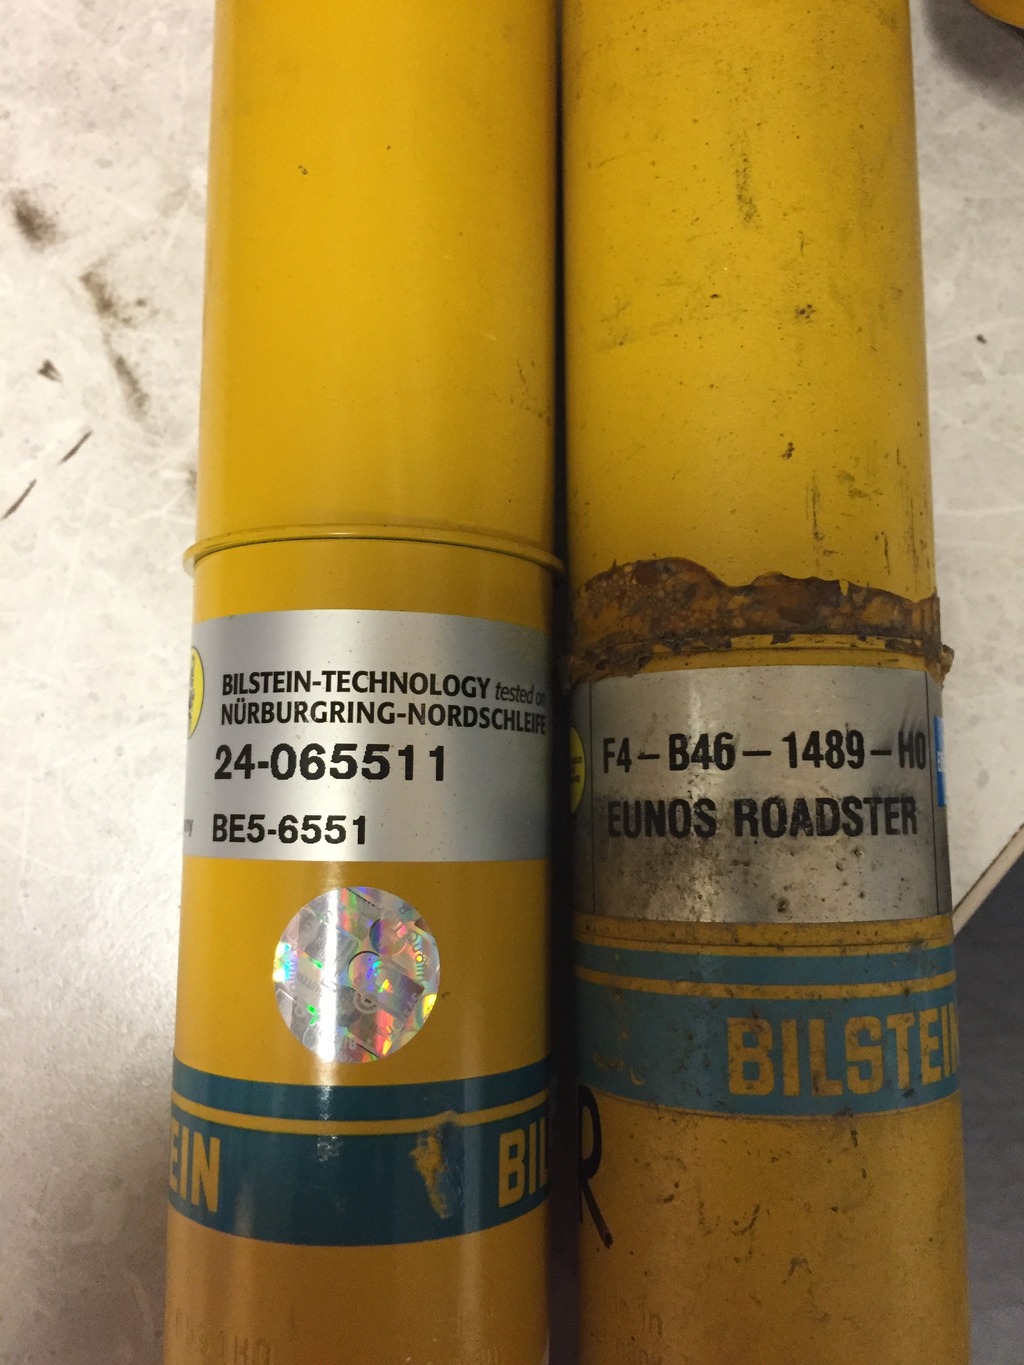 BILSTEIN-TECHNOLOGY tested on
NÜRBURGRING-NORDSCHLEIFE
24-065511
BE5-6551
EIN
BIL
F4-B46-1489-H0
EUNOS ROADSTER
BILSTEIN
R